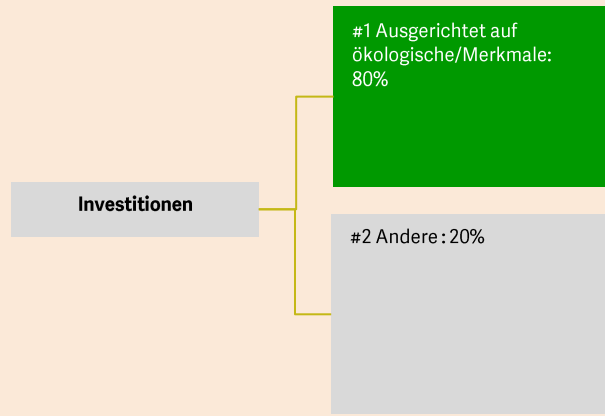 #1 Ausgerichtet auf
ökologische/Merkmale:
80%
Investitionen
#2 Andere : 20%